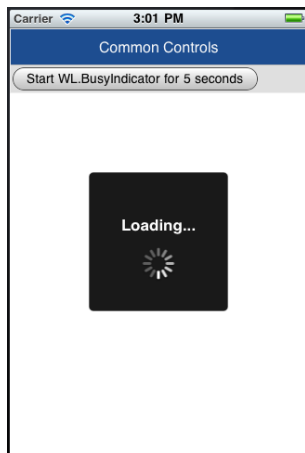 Carrier 3:01 PM
Common Controls
Start WL.BusyIndicator for 5 seconds
Loading...